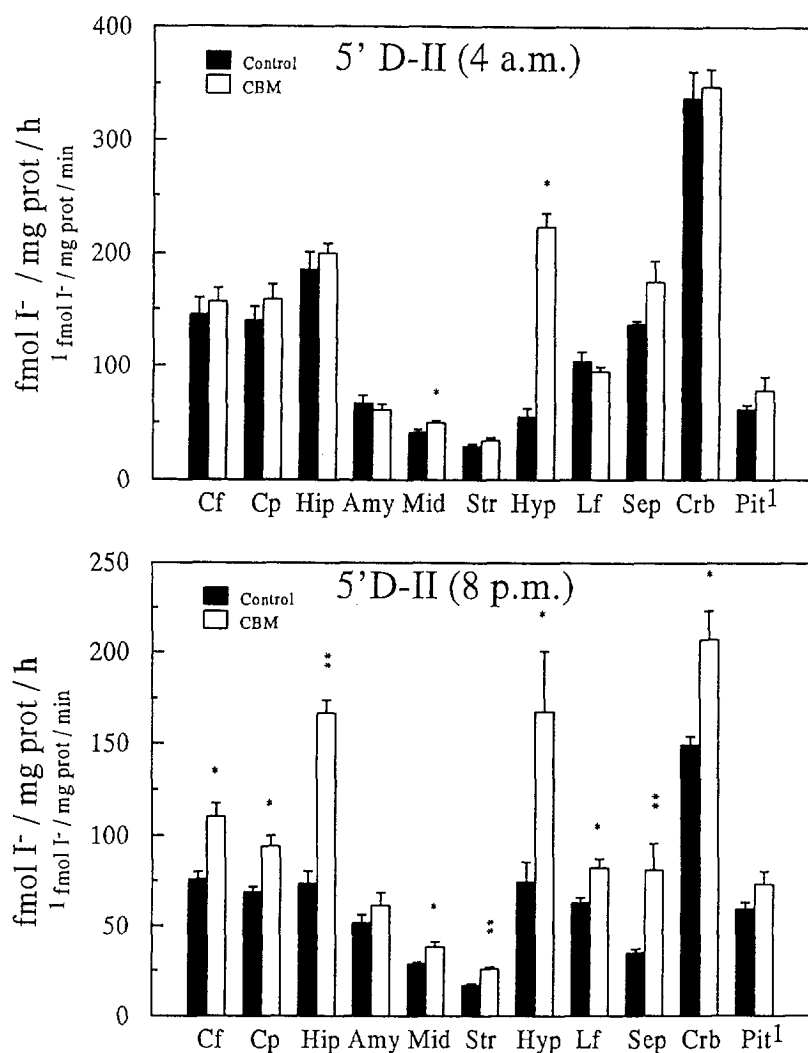 5' D-II (4 a.m.)
Control
CBM
400
300
200
100
0
fmol I- / mg prot / h
1 fmol I- / mg prot / min
*
*
Cf Cp Hip Amy Mid Str Hyp Lf Sep Crb Pit1
5'D-II (8 p.m.)
Control
CBM
250
200
150
100
50
0
fmol I- / mg prot / h
1 fmol I- / mg prot / min
* * ** * ** * * ** *
Cf Cp Hip Amy Mid Str Hyp Lf Sep Crb Pit1